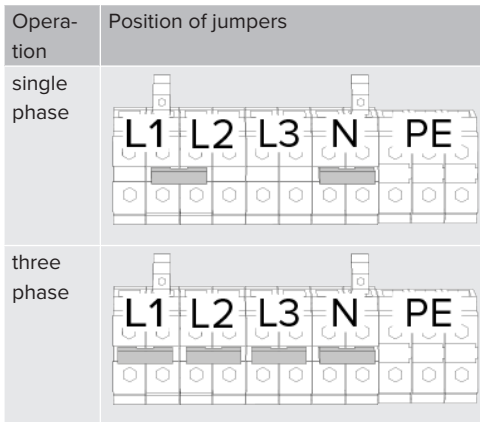 Opera-
tion
Position of jumpers
single
phase
L1 L2 L3 N PE
three
phase
L1 L2 L3 N PE